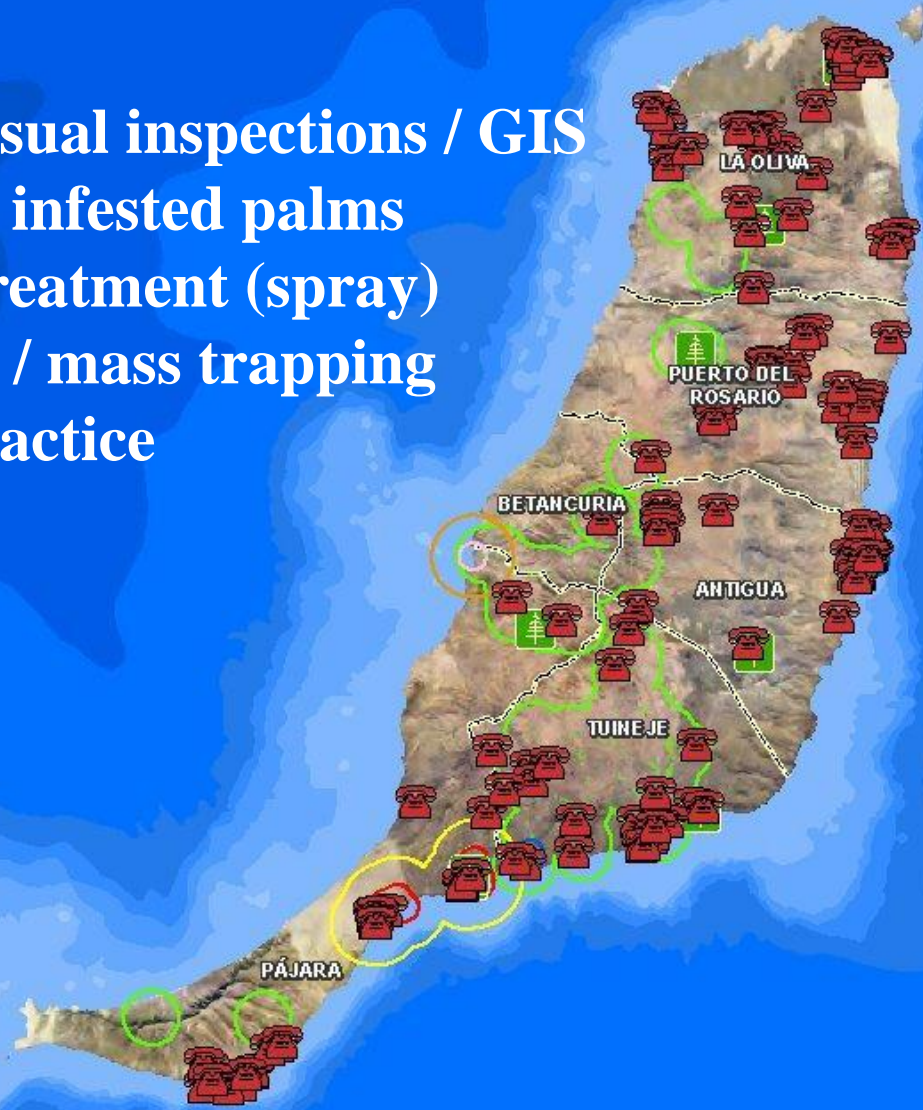 sual inspections / GIS
infested palms
reatment (spray)
/ mass trapping
actice
LA OLIVA
PUERTO DEL
ROSARIO
BETANCURIA
ANTIGUA
TUINEJE
PÁJARA